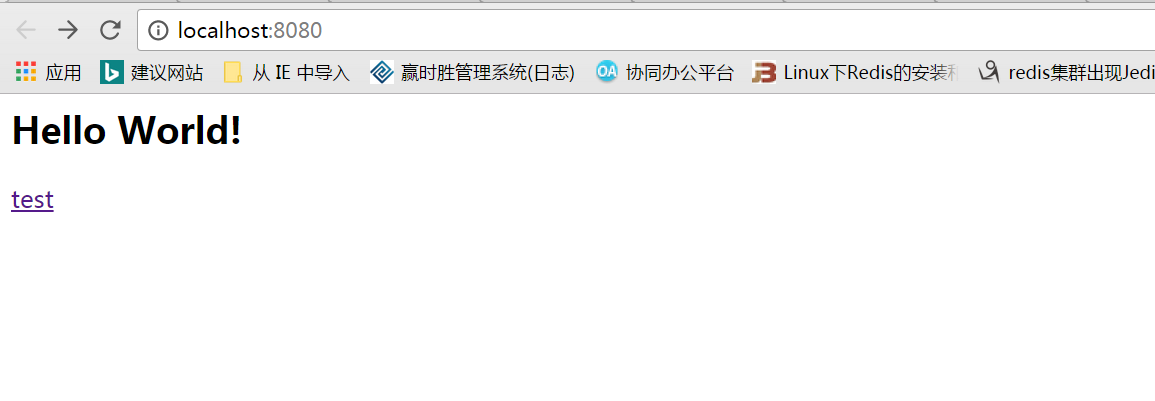 localhost:8080
应用 建议网站 从 IE 中导入 赢时胜管理系统(日志) OA 协同办公平台 JB Linux下Redis的安装和 redis集群出现Jedi
Hello World!
test